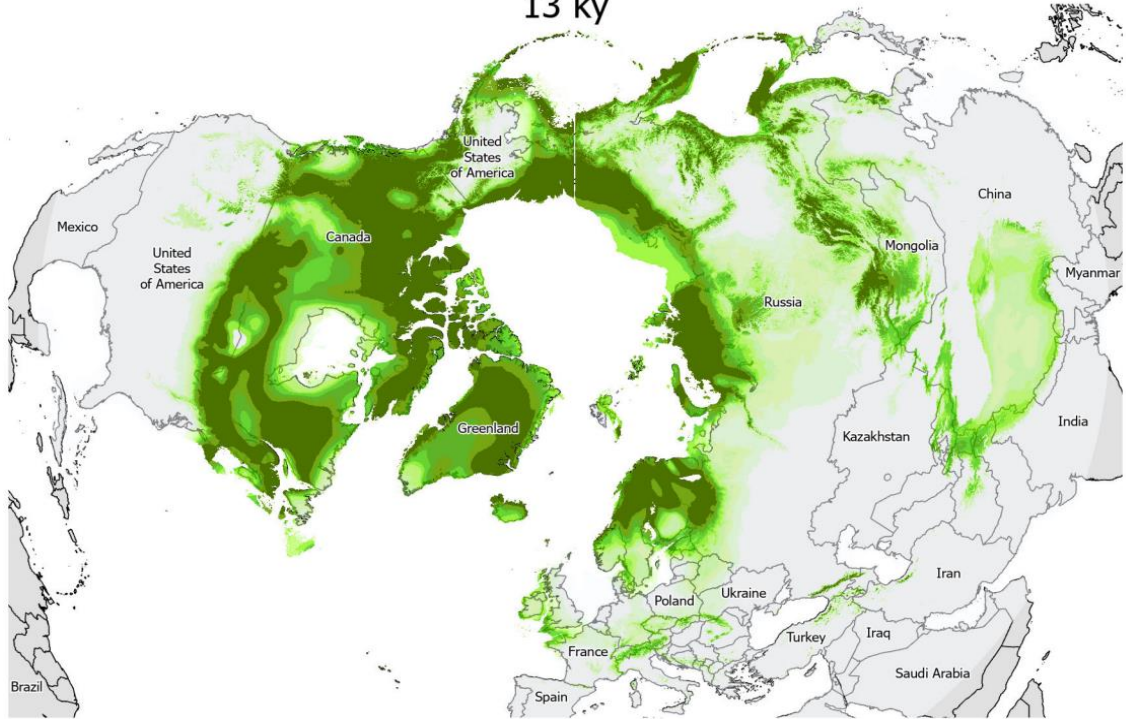 13 ky
United
States
of America
China
Mexico
Canada
Mongolia
United
States
of America
Myanmar
Russia
Greenland
India
Kazakhstan
Iran
Poland
Ukraine
Turkey
Iraq
France
Saudi Arabia
Brazil
Spain